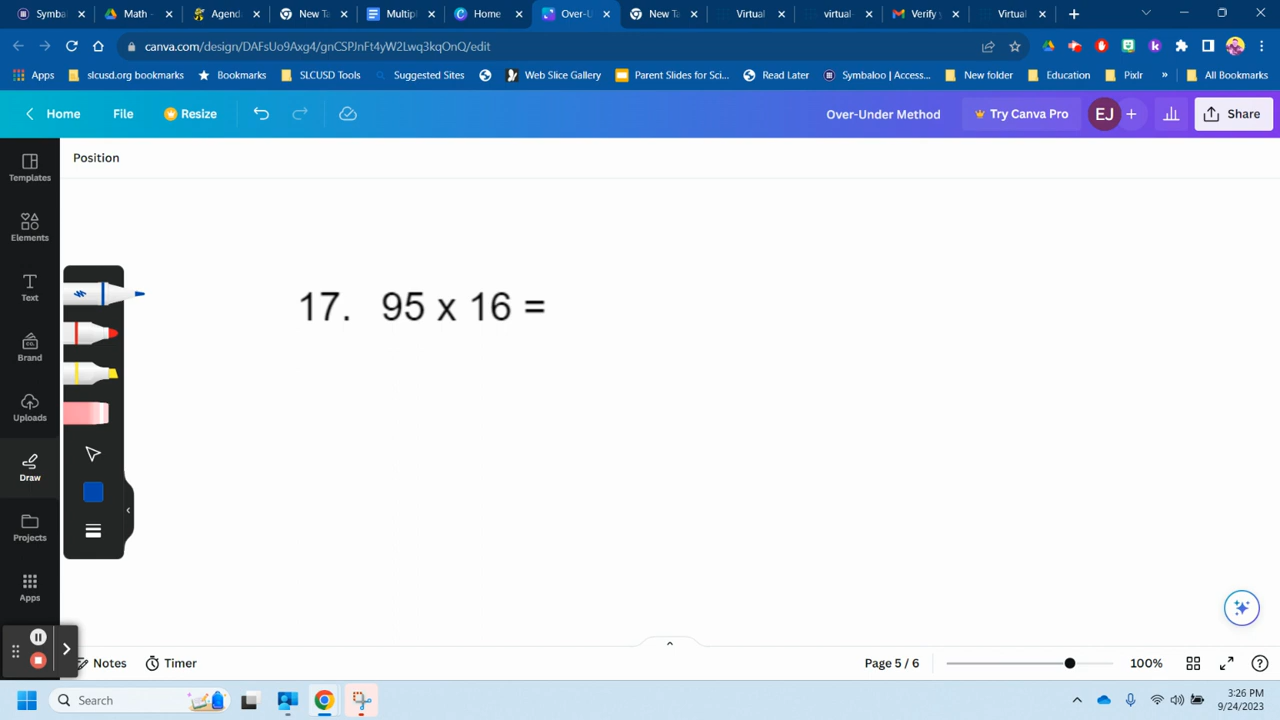 Symbal
Math -
Agenda
New Ta
Multipl
Home
Over-U
New Ta
Virtual
virtual
Verify y
Virtual
canva.com/design/DAFsUo9Axg4/gnCSPJnFt4yW2Lwq3kqOnQ/edit
Apps
slcusd.org bookmarks
Bookmarks
SLCUSD Tools
Suggested Sites
Web Slice Gallery
Parent Slides for Sci...
Read Later
Symbaloo | Access...
New folder
Education
Pixlr
»
All Bookmarks
Home
File
Resize
Over-Under Method
Try Canva Pro
EJ
+
Share
Templates
Position
Elements
Text
17. 95 x 16 =
Brand
Uploads
Draw
Projects
Apps
Notes
Timer
Page 5 / 6
100%
Search
3:26 PM
9/24/2023